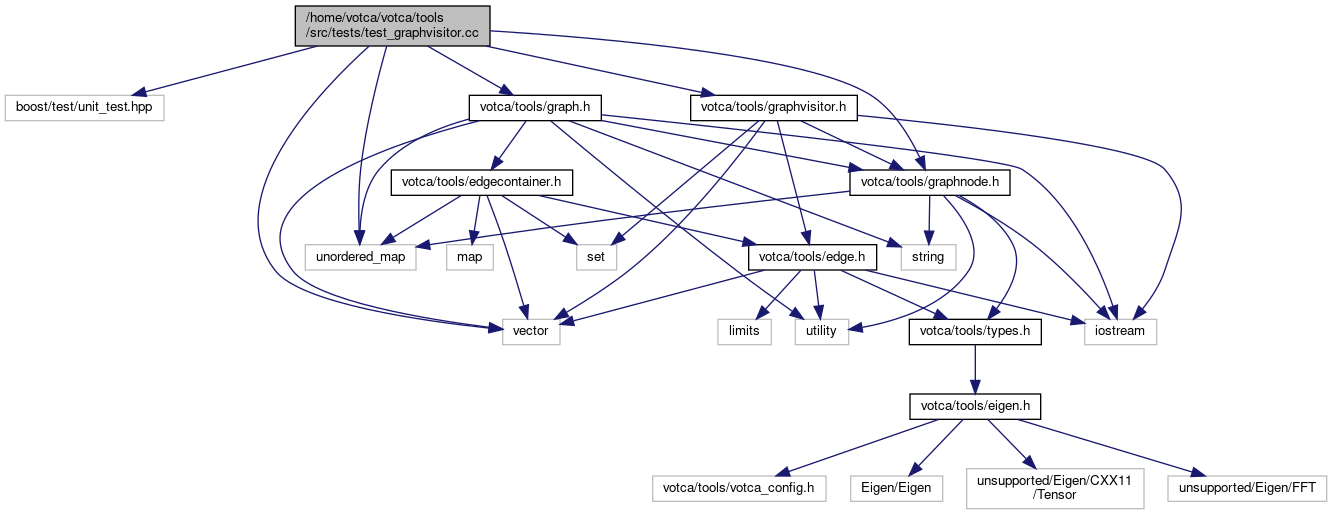 /home/votca/votca/tools
/src/tests/test_graphvisitor.cc
boost/test/unit_test.hpp
votca/tools/graph.h
votca/tools/graphvisitor.h
votca/tools/edgecontainer.h
votca/tools/graphnode.h
unordered_map
map
set
votca/tools/edge.h
string
vector
limits
utility
votca/tools/types.h
iostream
votca/tools/eigen.h
votca/tools/votca_config.h
Eigen/Eigen
unsupported/Eigen/CXX11
/Tensor
unsupported/Eigen/FFT